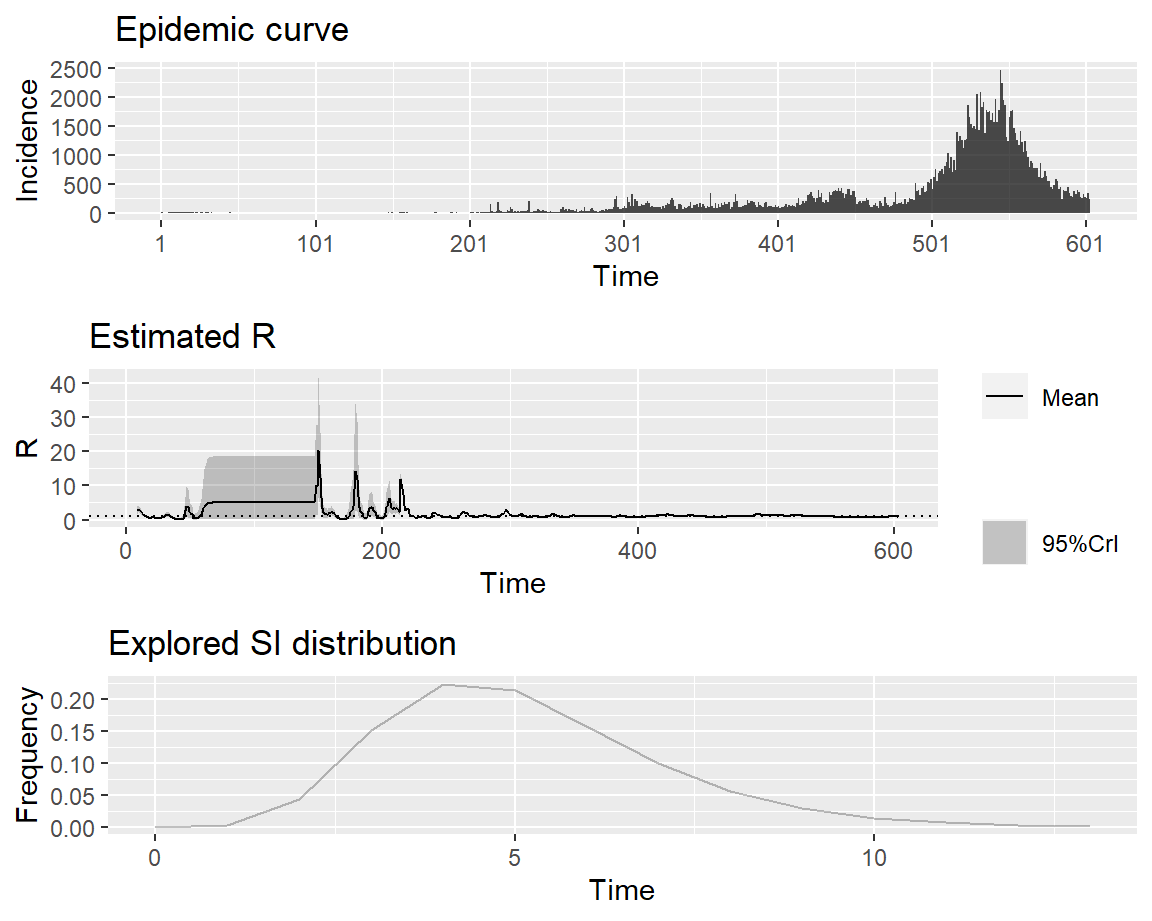 Epidemic curve
Incidence
2500
2000
1500
1000
500
0
1
101
201
301
401
501
601
Time
Estimated R
R
40
30
20
10
0
0
200
400
600
Time
Mean
95%CrI
Explored SI distribution
Frequency
0.20
0.15
0.10
0.05
0.00
0
5
10
Time